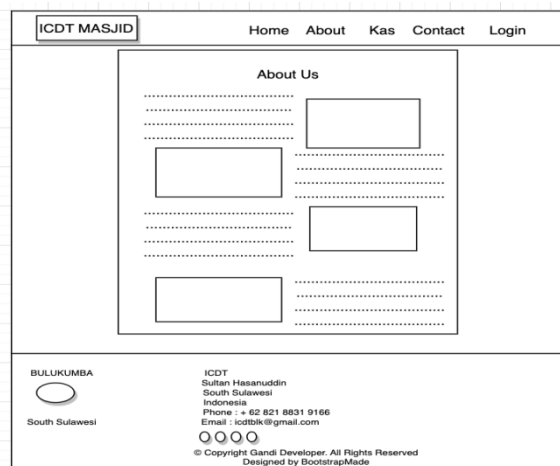 ICDT MASJID
Home About Kas Contact Login
About Us
BULUKUMBA
South Sulawesi
ICDT
Sultan Hasanuddin
South Sulawesi
Indonesia
Phone : + 62 821 8831 9166
Email : icdtblk@gmail.com
© Copyright Gandi Developer. All Rights Reserved
Designed by BootstrapMade